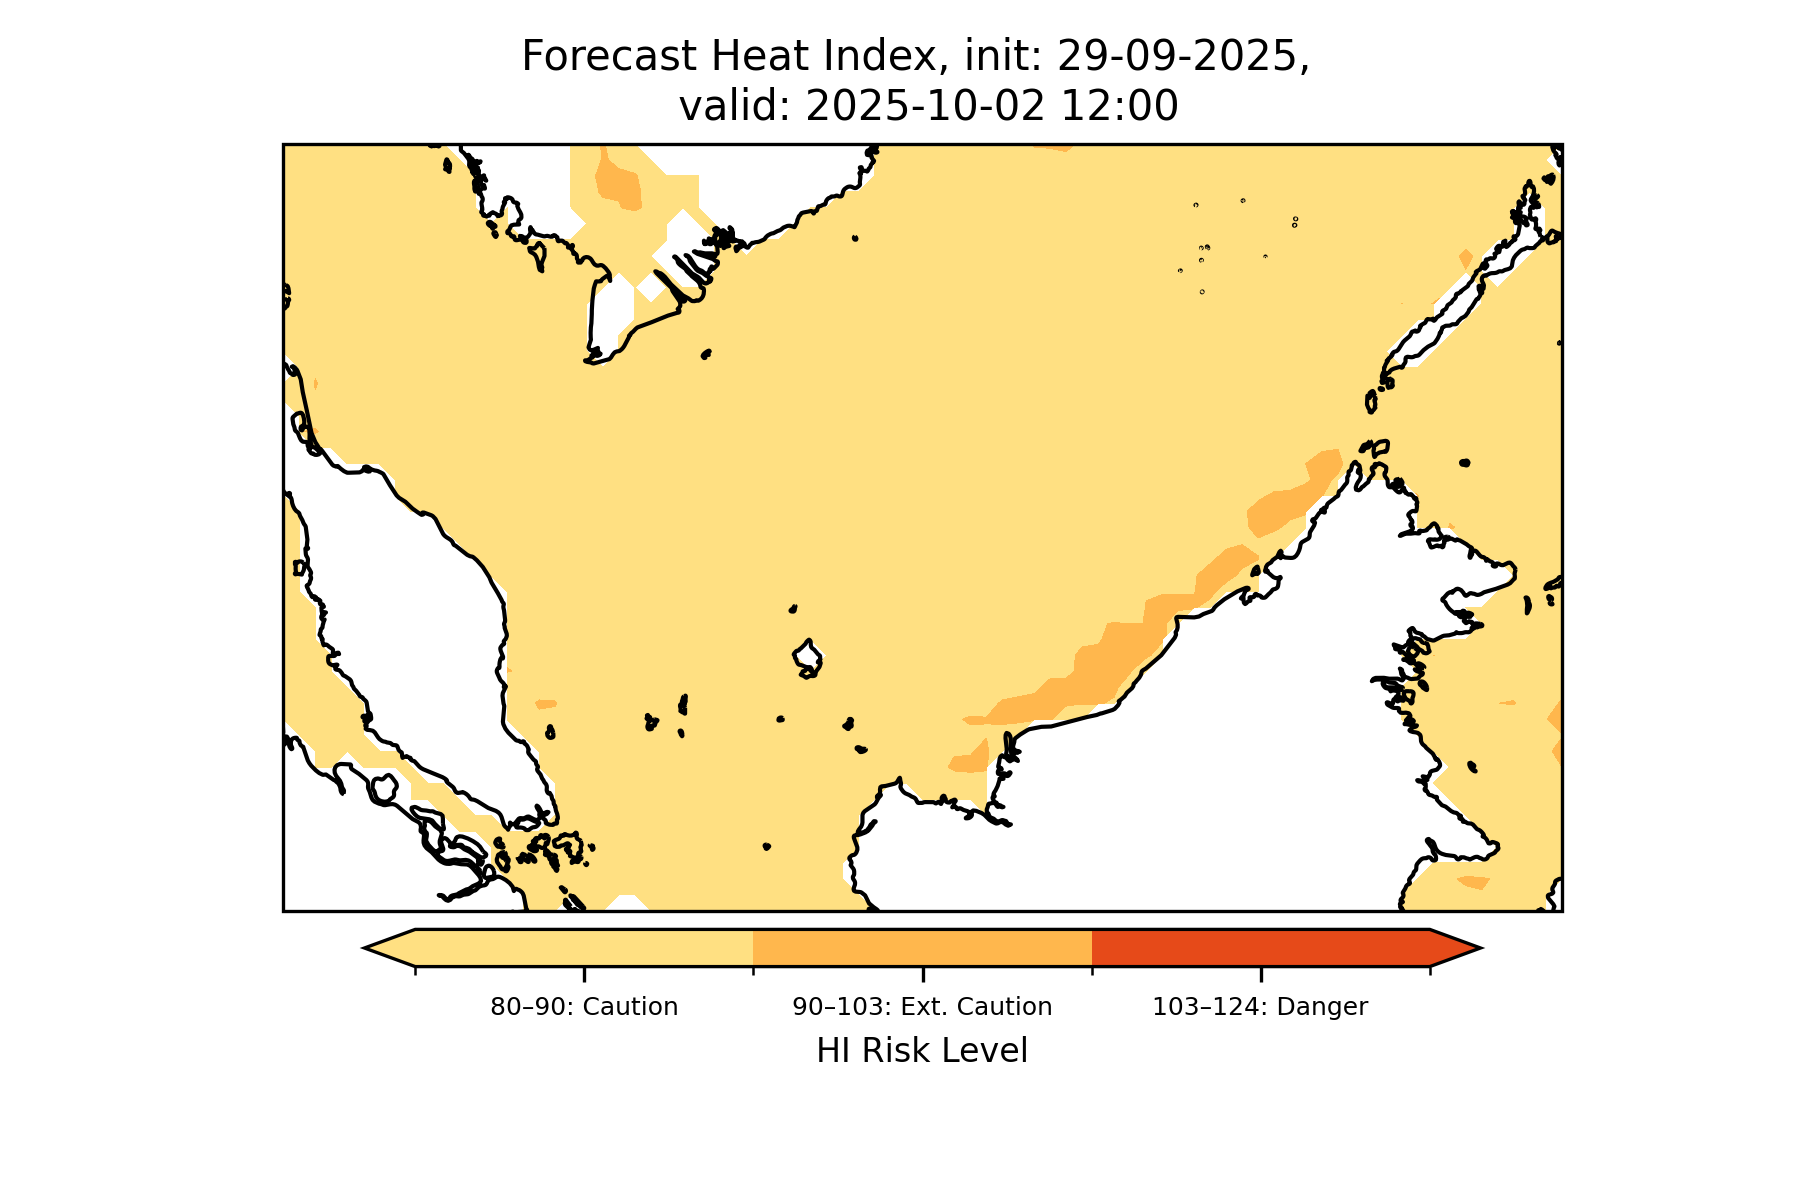 Forecast Heat Index, init: 29-09-2025,
valid: 2025-10-02 12:00
80–90: Caution
90–103: Ext. Caution
103–124: Danger
HI Risk Level